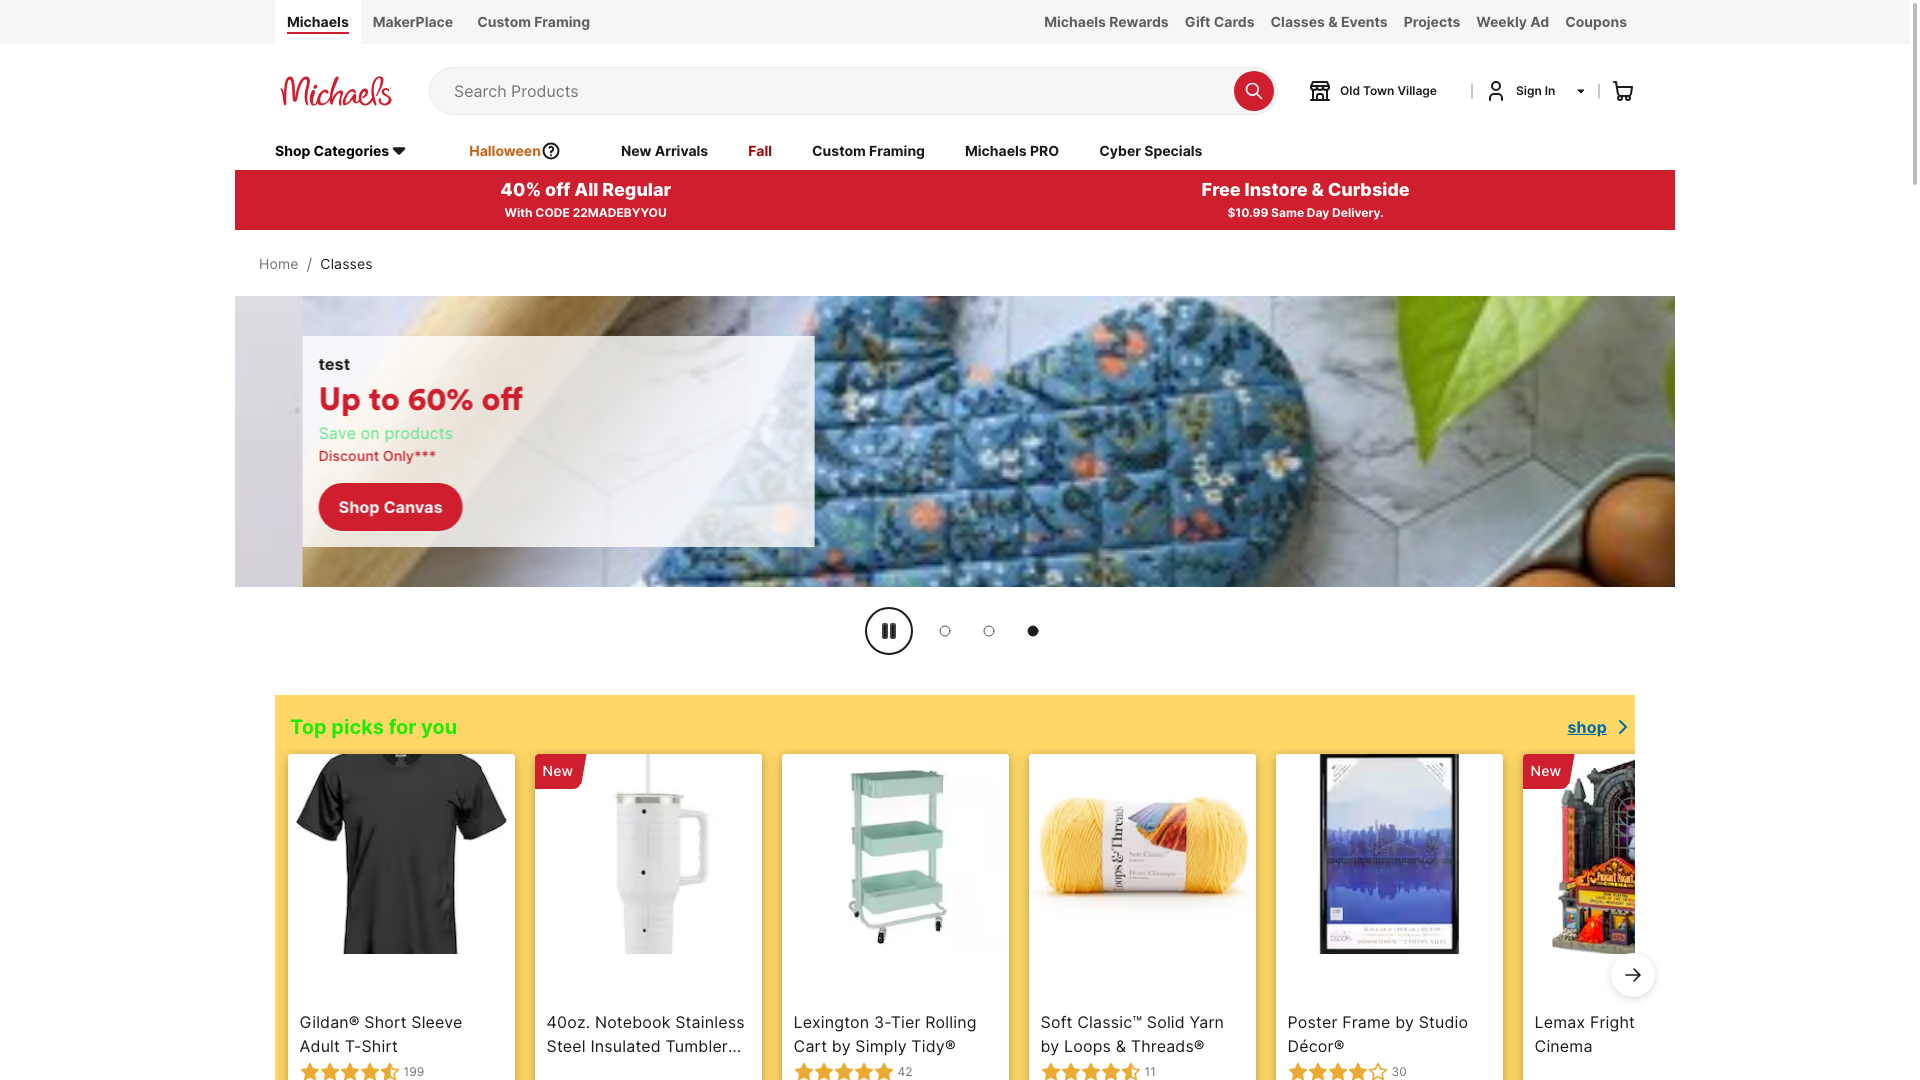 Michaels
MakerPlace
Custom Framing
Michaels Rewards
Gift Cards
Classes & Events
Projects
Weekly Ad
Coupons
Michaels
Search Products
Old Town Village
Sign In
Shop Categories
Halloween
New Arrivals
Fall
Custom Framing
Michaels PRO
Cyber Specials
40% off All Regular
With CODE 22MADEBYYOU
Free Instore & Curbside
$10.99 Same Day Delivery.
Home / Classes
test
Up to 60% off
Save on products
Discount Only***
Shop Canvas
Top picks for you
shop
New
New
Loops & Threads
Gildan® Short Sleeve
Adult T-Shirt
199
40oz. Notebook Stainless
Steel Insulated Tumbler...
Lexington 3-Tier Rolling
Cart by Simply Tidy®
42
Soft Classic™ Solid Yarn
by Loops & Threads®
11
Poster Frame by Studio
Décor®
30
Lemax Fright
Cinema